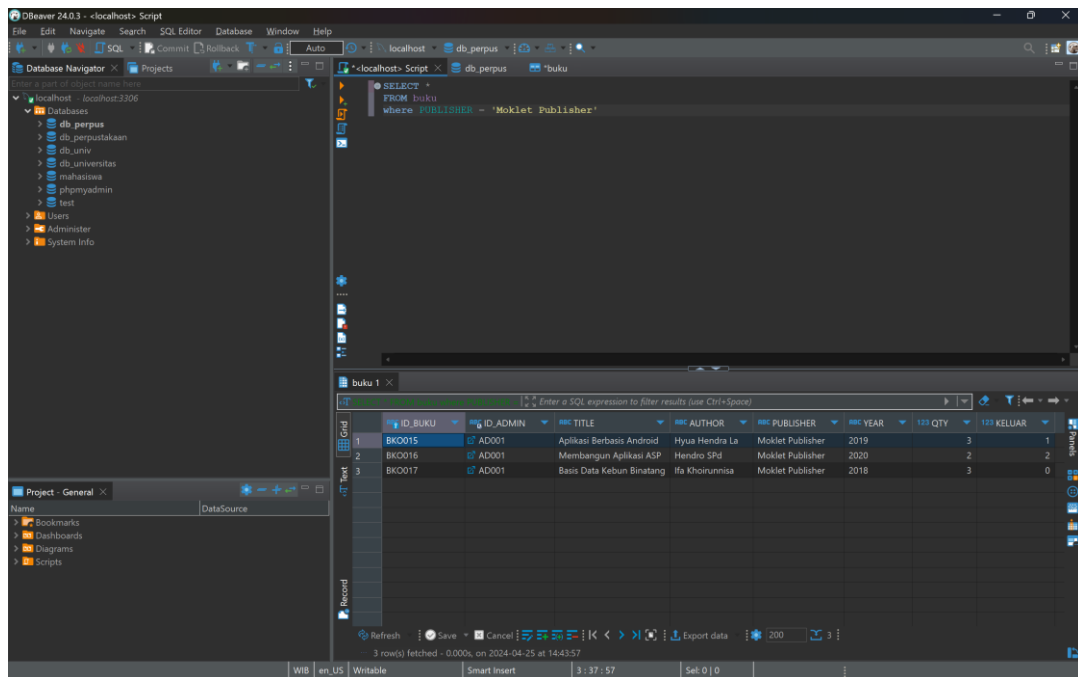 DBeaver 24.0.3 - <localhost> Script
File Edit Navigate Search SQL Editor Database Window Help
SQL Commit Rollback T Auto localhost db_perpus
Database Navigator Projects
Enter a part of object name here
localhost - localhost:3306
Databases
db_perpus
db_perpustakaan
db_univ
db_universitas
mahasiswa
phpmyadmin
test
Users
Administer
System Info
Project - General
Name DataSource
Bookmarks
Dashboards
Diagrams
Scripts
*<localhost> Script db_perpus *buku
SELECT *
FROM buku
where PUBLISHER = 'Moklet Publisher'
buku 1
Enter a SQL expression to filter results (use Ctrl+Space)
Grid
Text
Record
Panels
ID_BUKU ID_ADMIN TITLE AUTHOR PUBLISHER YEAR 123 QTY 123 KELUAR
1 BKO015 AD001 Aplikasi Berbasis Android Hyua Hendra La Moklet Publisher 2019 3 1
2 BKO016 AD001 Membangun Aplikasi ASP Hendro SPd Moklet Publisher 2020 2 2
3 BKO017 AD001 Basis Data Kebun Binatang Ifa Khoirunnisa Moklet Publisher 2018 3 0
Refresh Save Cancel Export data 200 3
3 row(s) fetched - 0.000s, on 2024-04-25 at 14:43:57
WIB en_US Writable Smart Insert 3 : 37 : 57 Sel: 0 | 0